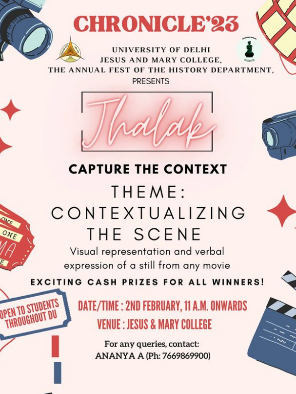 CHRONICLE'23
UNIVERSITY OF DELHI
JESUS AND MARY COLLEGE,
THE ANNUAL FEST OF THE HISTORY DEPARTMENT,
PRESENTS
Jhalak
CAPTURE THE CONTEXT
THEME:
CONTEXTUALIZING
THE SCENE
Visual representation and verbal
expression of a still from any movie
EXCITING CASH PRIZES FOR ALL WINNERS!
OPEN TO STUDENTS
THROUGHOUT DU
DATE/TIME : 2ND FEBRUARY, 11 A.M. ONWARDS
VENUE : JESUS & MARY COLLEGE
For any queries, contact:
ANANYA A (Ph: 7669869900)
ONE